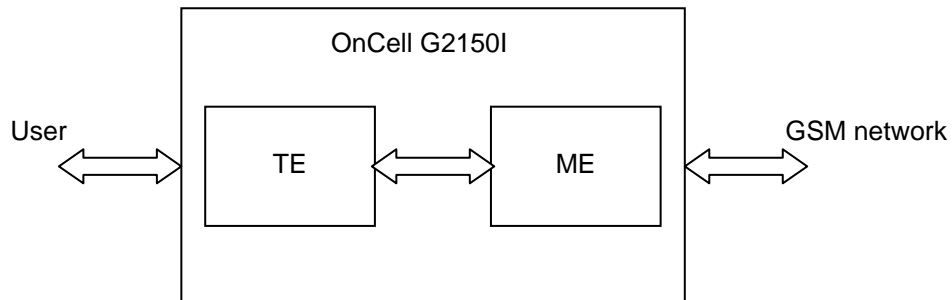 OnCell G2150I
User
GSM network
TE
ME